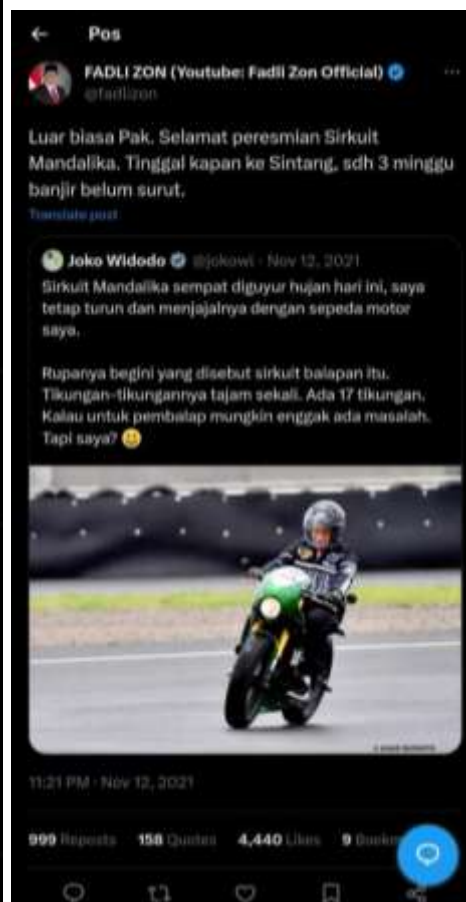 Pos
FADLI ZON (Youtube: Fadli Zon Official)
@fadlizon
Luar biasa Pak. Selamat peresmian Sirkuit
Mandalika. Tinggal kapan ke Sintang, sdh 3 minggu
banjir belum surut.
Translate post
Joko Widodo @jokowi · Nov 12, 2021
Sirkuit Mandalika sempat diguyur hujan hari ini, saya
tetap turun dan menjajalnya dengan sepeda motor
saya.
Rupanya begini yang disebut sirkuit balapan itu.
Tikungan-tikungannya tajam sekali. Ada 17 tikungan.
Kalau untuk pembalap mungkin enggak ada masalah.
Tapi saya? 😃
11:21 PM · Nov 12, 2021
999 Reposts 158 Quotes 4,440 Likes 9